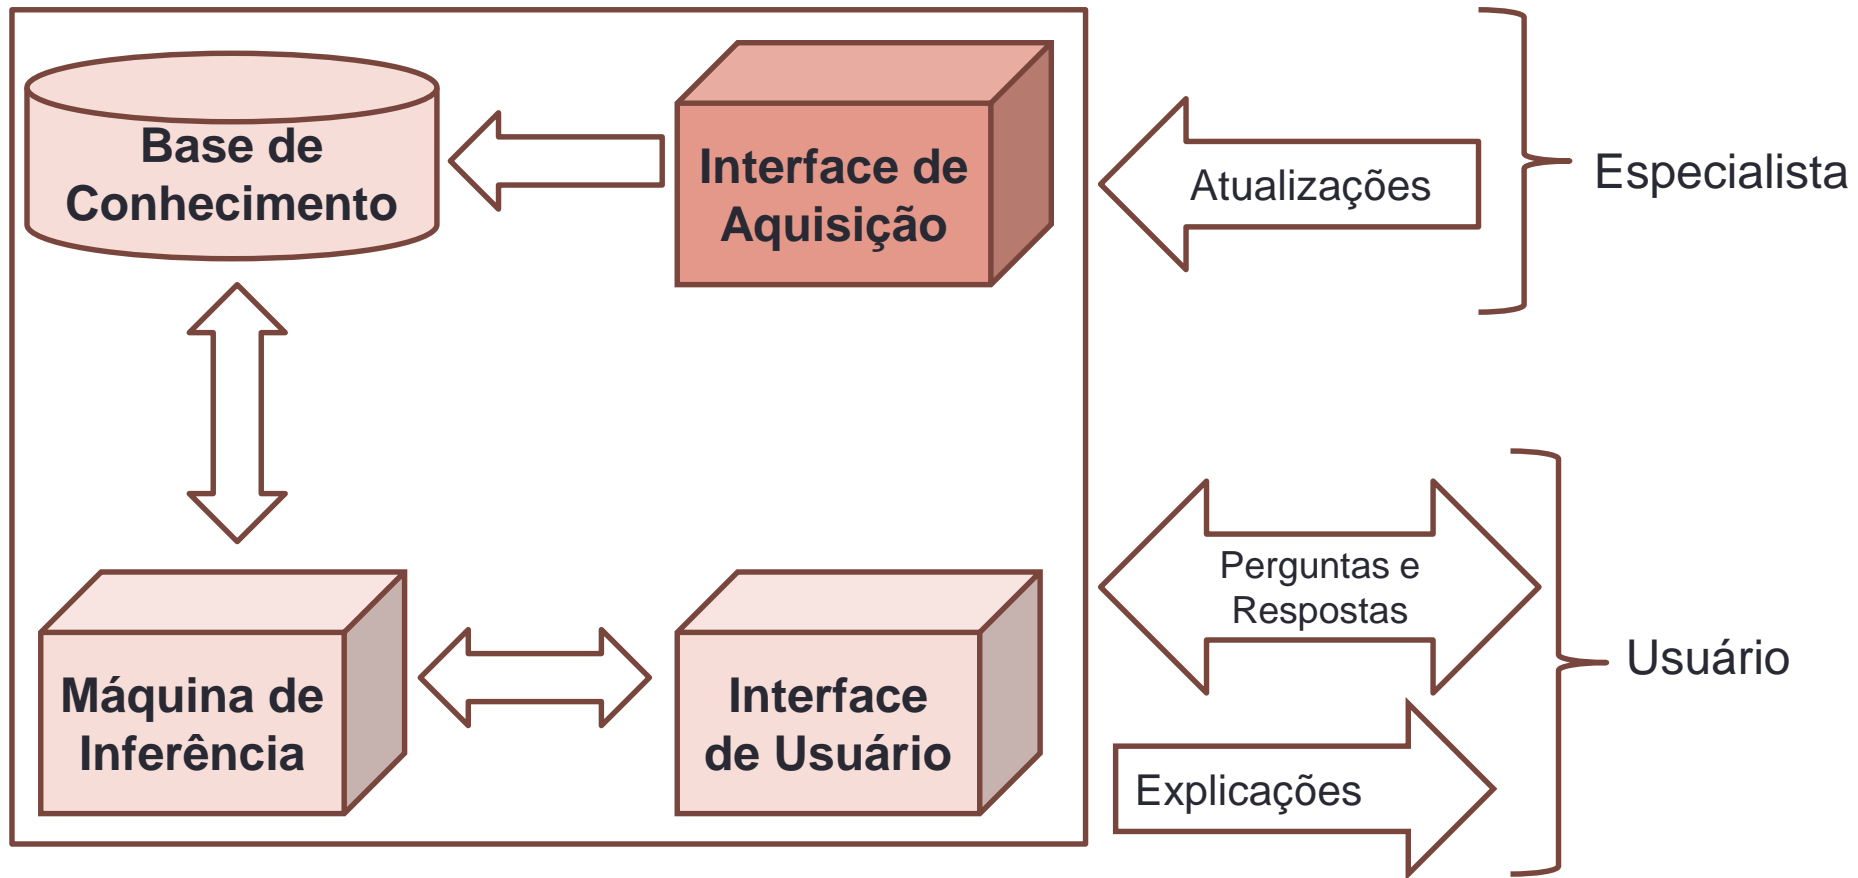 Base de
Conhecimento
Interface de
Aquisição
Atualizações
Especialista
Máquina de
Inferência
Interface
de Usuário
Perguntas e
Respostas
Explicações
Usuário